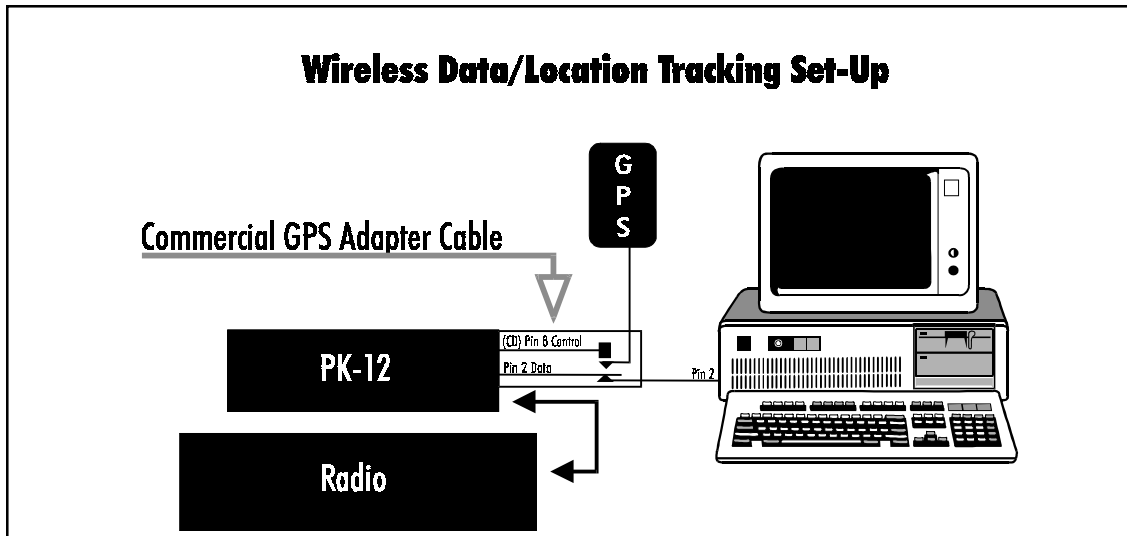 Wireless Data/Location Tracking Set-Up
GPS
Commercial GPS Adapter Cable
(CD) Pin 8 Control
PK-12
Pin 2 Data
Pin 2
Radio